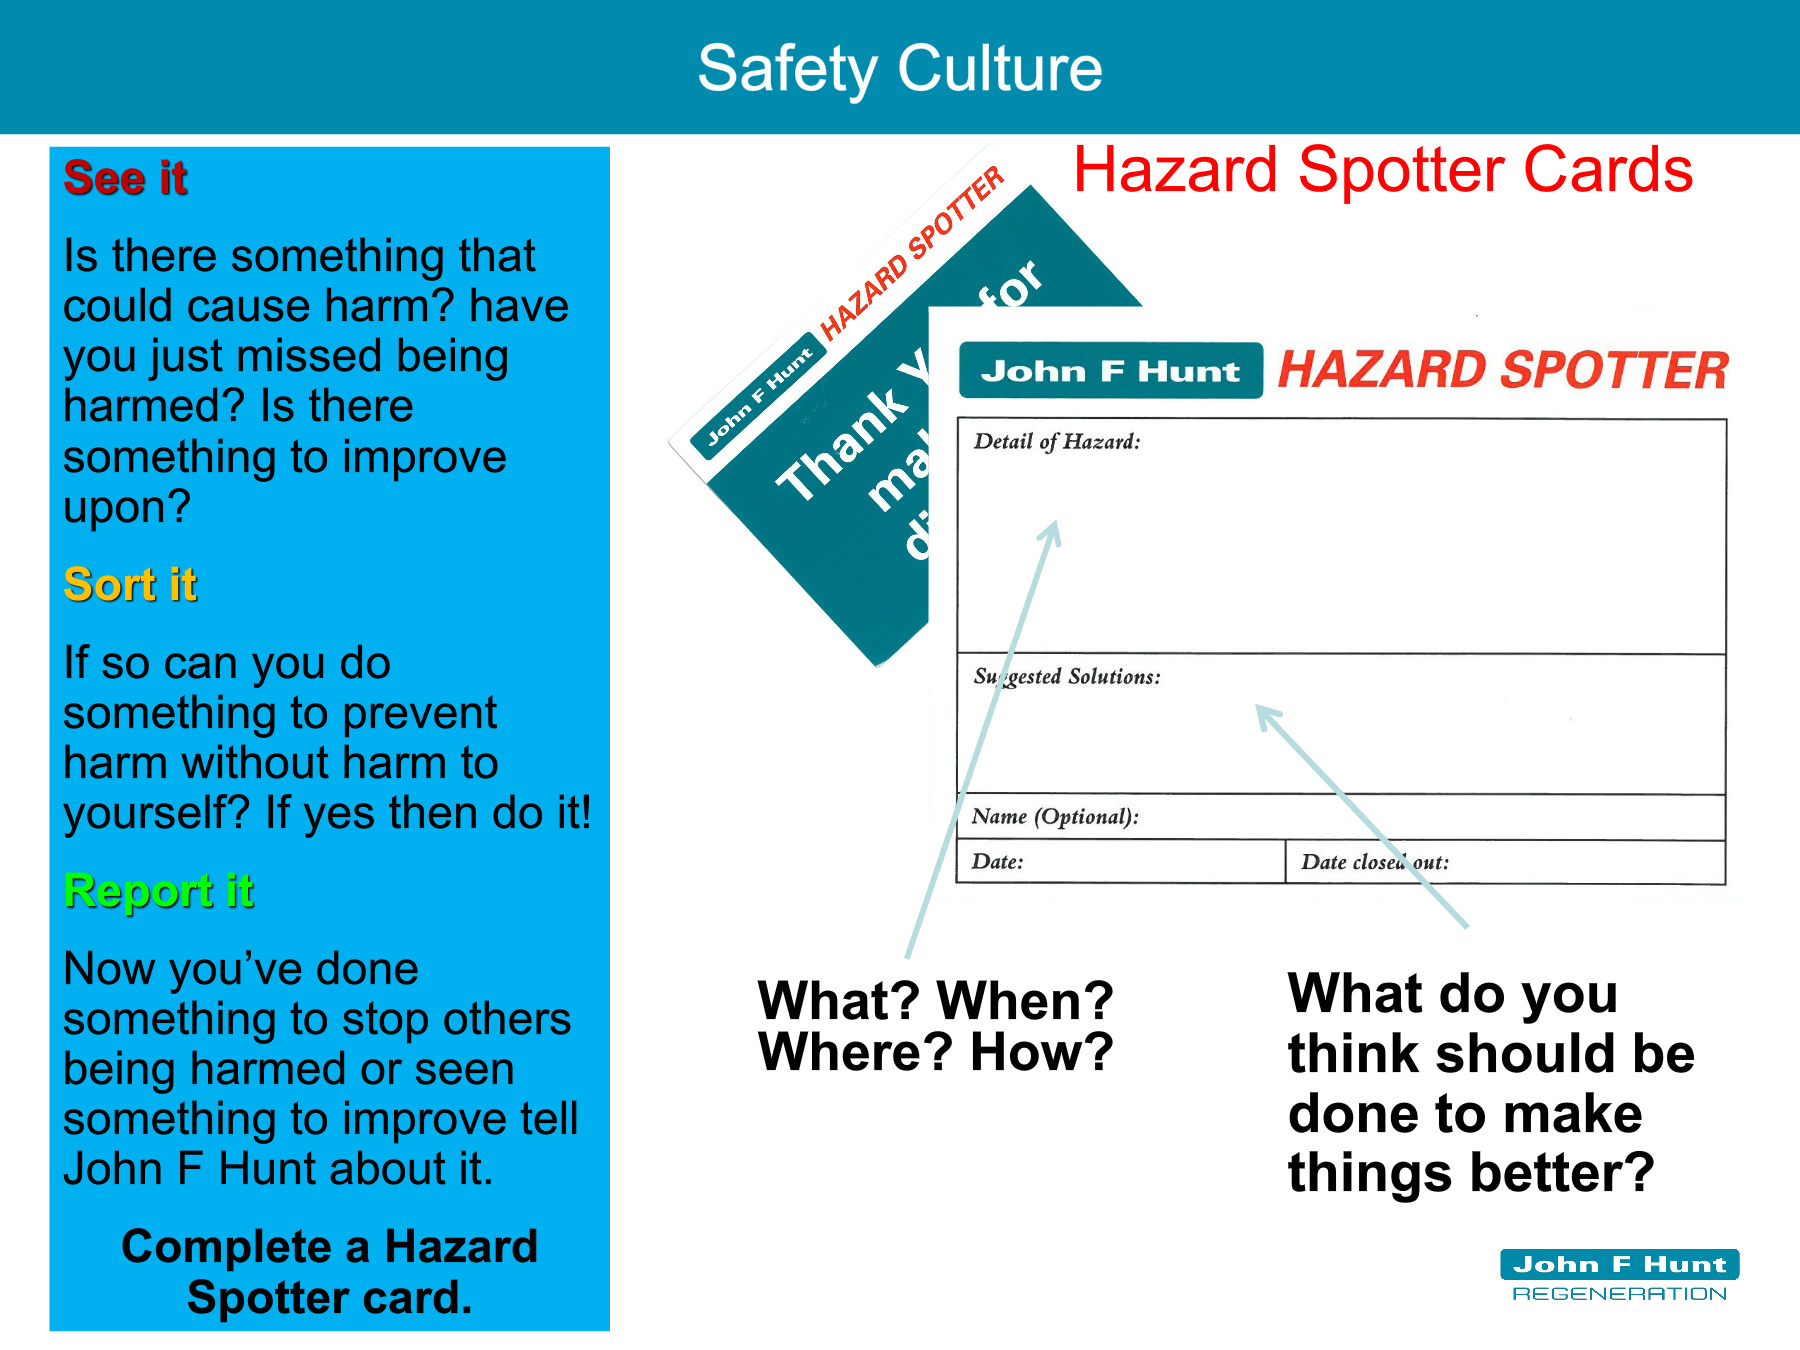 Safety Culture
See it
Is there something that
could cause harm? have
you just missed being
harmed? Is there
something to improve
upon?
Sort it
If so can you do
something to prevent
harm without harm to
yourself? If yes then do it!
Report it
Now you’ve done
something to stop others
being harmed or seen
something to improve tell
John F Hunt about it.
Complete a Hazard
Spotter card.
Hazard Spotter Cards
John F Hunt HAZARD SPOTTER
Thank for
John F Hunt HAZARD SPOTTER
Detail of Hazard:
Suggested Solutions:
Name (Optional):
Date:
Date closed out:
What? When?
Where? How?
What do you
think should be
done to make
things better?
John F Hunt
REGENERATION